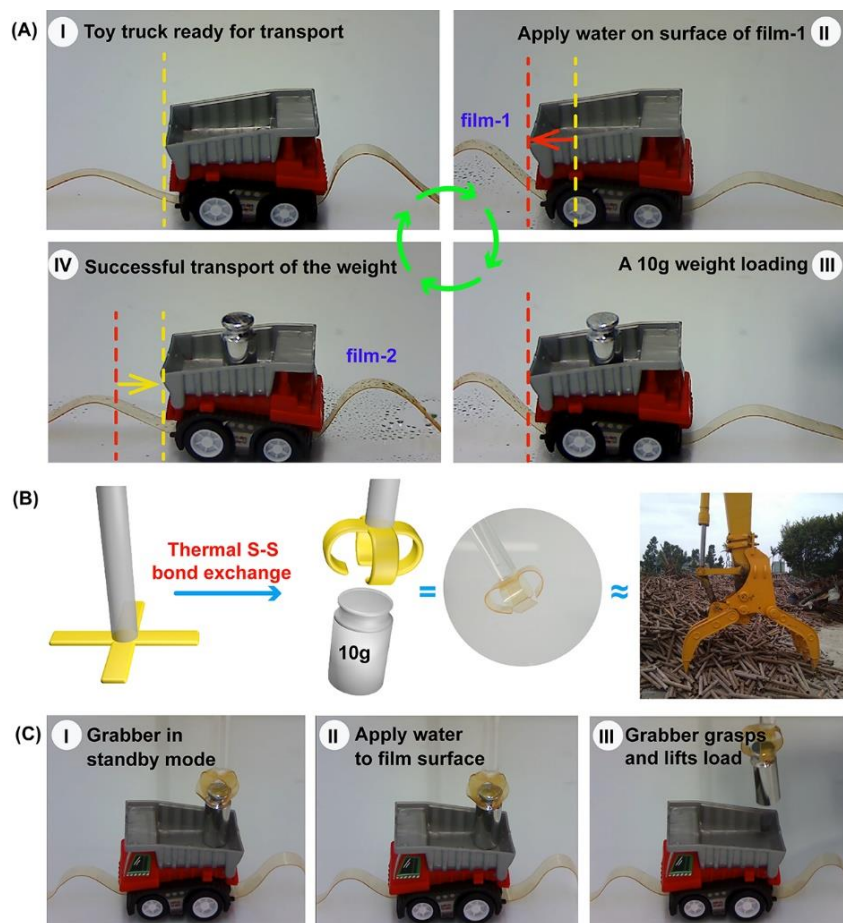 (A)
I Toy truck ready for transport
Apply water on surface of film-1 II
film-1
IV Successful transport of the weight
A 10g weight loading III
film-2
(B)
Thermal S-S
bond exchange
10g
=
≈
(C)
I Grabber in
standby mode
II Apply water
to film surface
III Grabber grasps
and lifts load